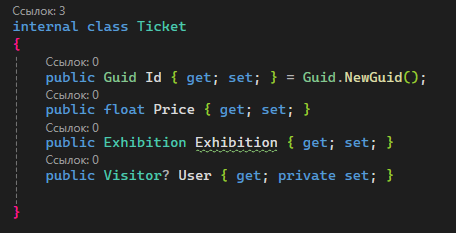 Ссылок: 3
internal class Ticket
{
Ссылок: 0
public Guid Id { get; set; } = Guid.NewGuid();
Ссылок: 0
public float Price { get; set; }
Ссылок: 0
public Exhibition Exhibition { get; set; }
Ссылок: 0
public Visitor? User { get; private set; }
}